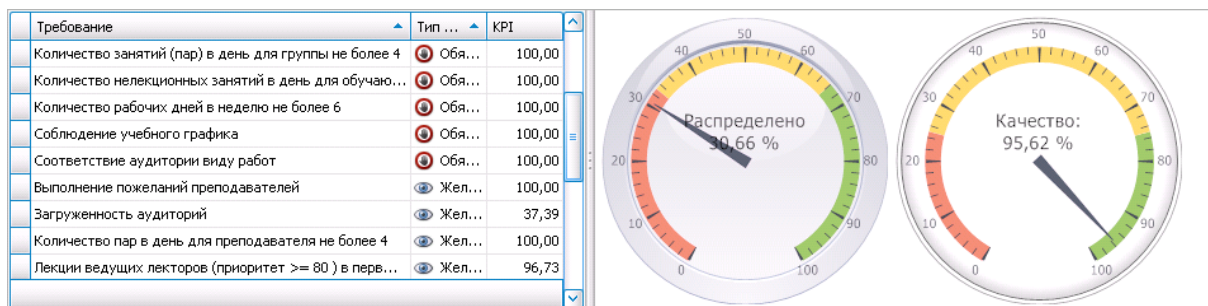 Требование Тип ... KPI
Количество занятий (пар) в день для группы не более 4 Обя... 100,00
Количество нелекционных занятий в день для обучаю... Обя... 100,00
Количество рабочих дней в неделю не более 6 Обя... 100,00
Соблюдение учебного графика Обя... 100,00
Соответствие аудитории виду работ Обя... 100,00
Выполнение пожеланий преподавателей Жел... 100,00
Загруженность аудиторий Жел... 37,39
Количество пар в день для преподавателя не более 4 Жел... 100,00
Лекции ведущих лекторов (приоритет >= 80 ) в перв... Жел... 96,73
0 10 20 30 40 50 60 70 80 90 100
Распределено
30,66 %
0 10 20 30 40 50 60 70 80 90 100
Качество:
95,62 %